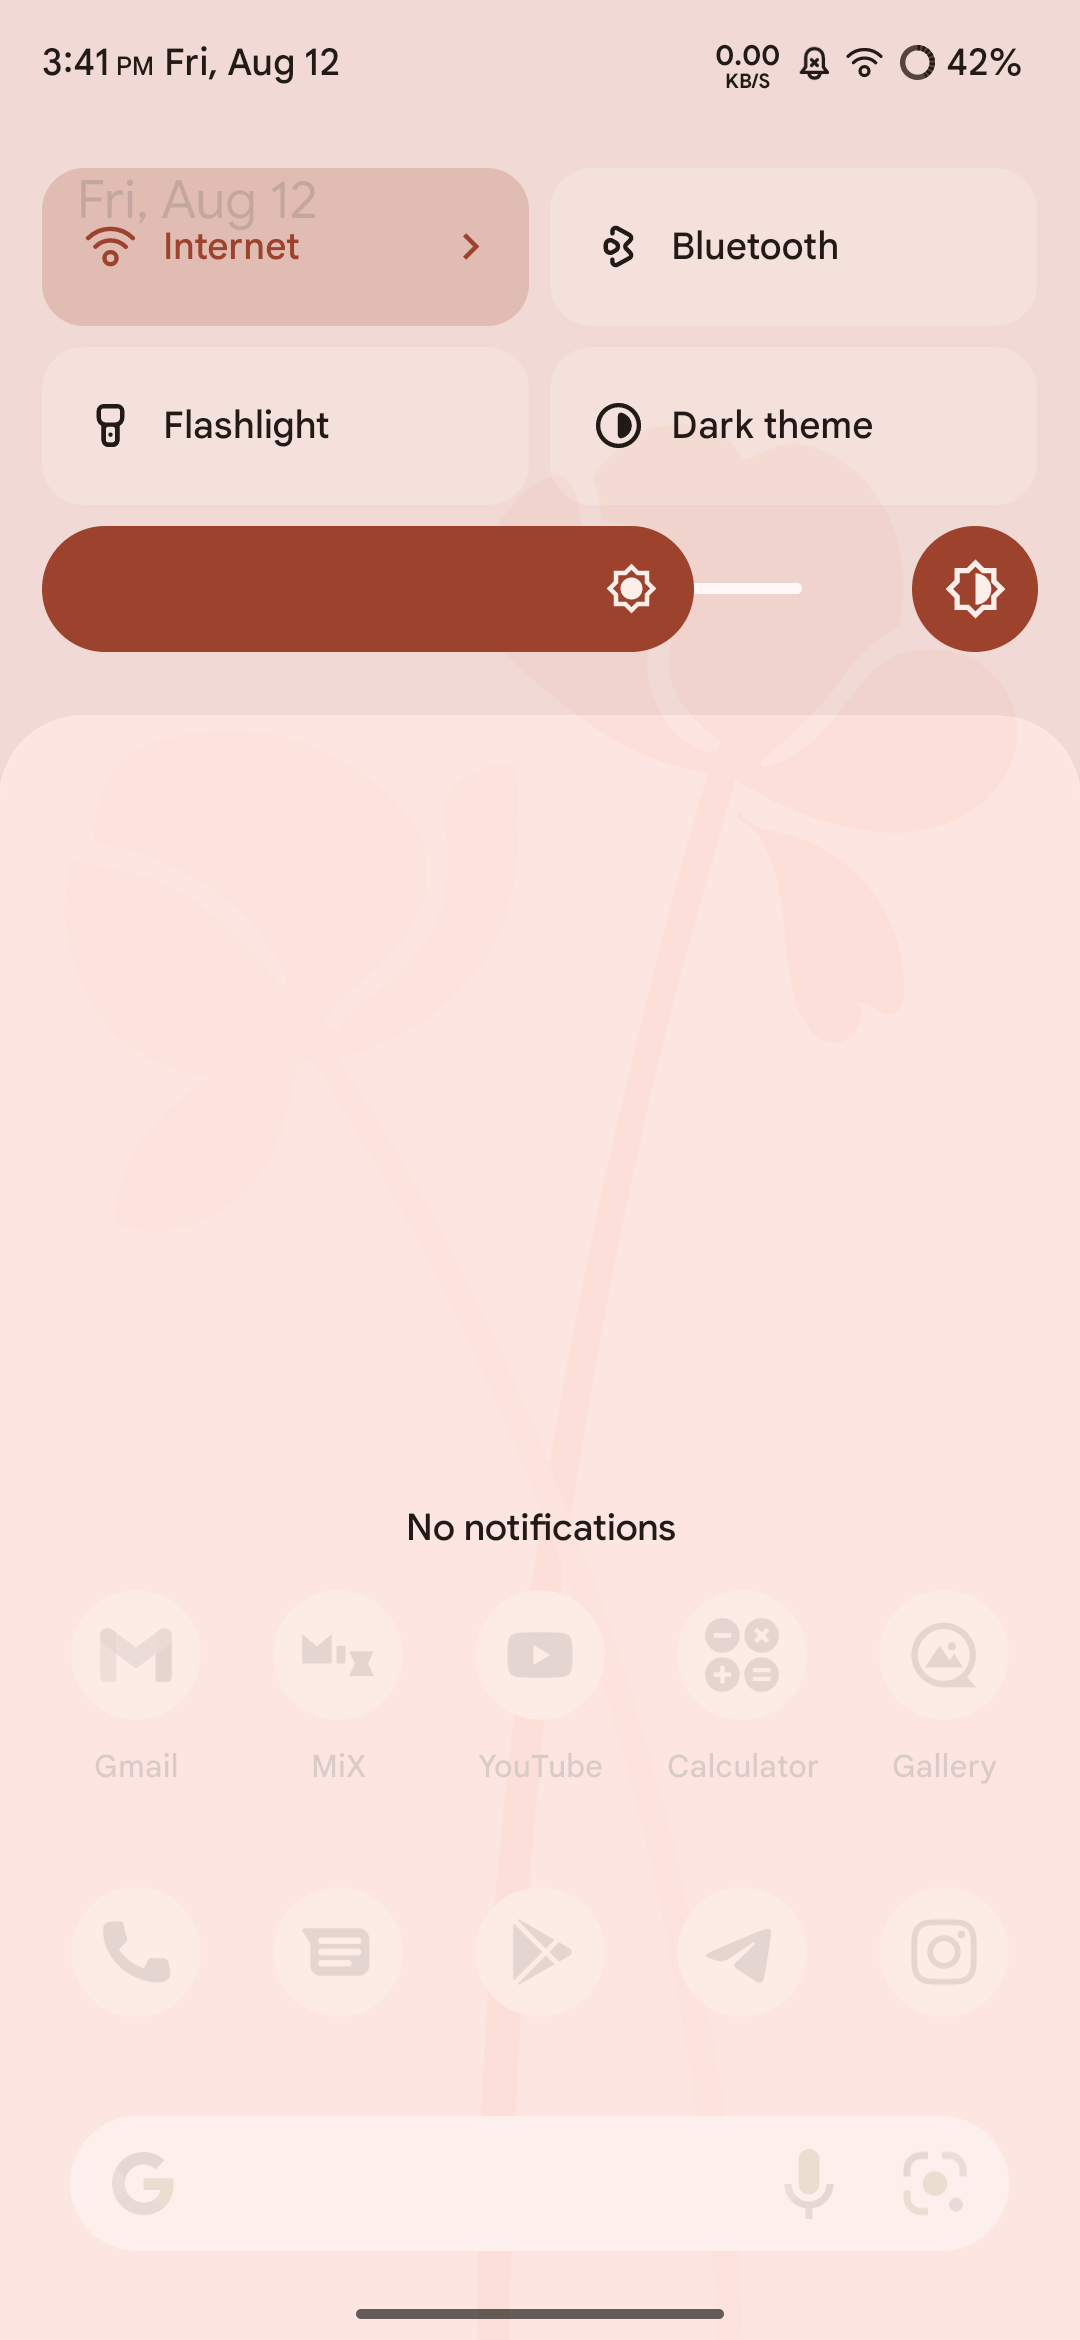 3:41 PM Fri, Aug 12
0.00 KB/S
42%
Fri, Aug 12
Internet
Bluetooth
Flashlight
Dark theme
No notifications
Gmail
MiX
YouTube
Calculator
Gallery